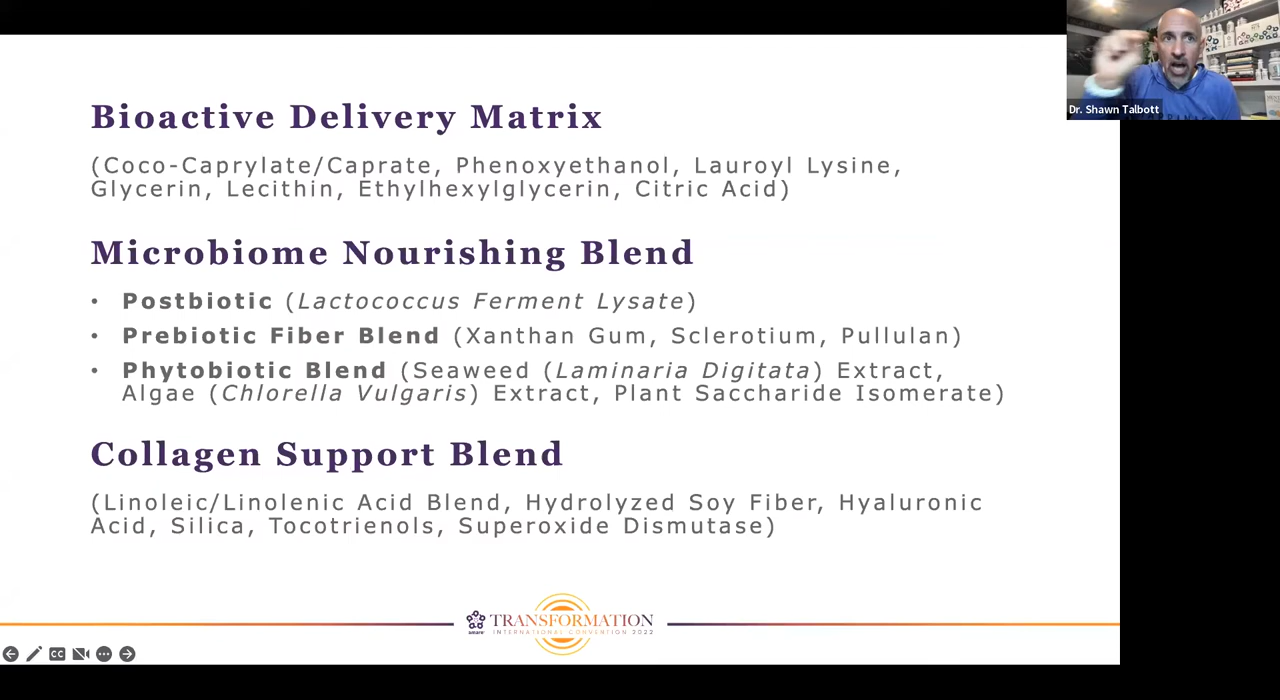 Bioactive Delivery Matrix
(Coco-Caprylate/Caprate, Phenoxyethanol, Lauroyl Lysine,
Glycerin, Lecithin, Ethylhexylglycerin, Citric Acid)
Microbiome Nourishing Blend
• Postbiotic (Lactococcus Ferment Lysate)
• Prebiotic Fiber Blend (Xanthan Gum, Sclerotium, Pullulan)
• Phytobiotic Blend (Seaweed (Laminaria Digitata) Extract,
Algae (Chlorella Vulgaris) Extract, Plant Saccharide Isomerate)
Collagen Support Blend
(Linoleic/Linolenic Acid Blend, Hydrolyzed Soy Fiber, Hyaluronic
Acid, Silica, Tocotrienols, Superoxide Dismutase)
amare TRANSFORMATION
INTERNATIONAL CONVENTION 2022
CC
Dr. Shawn Talbott